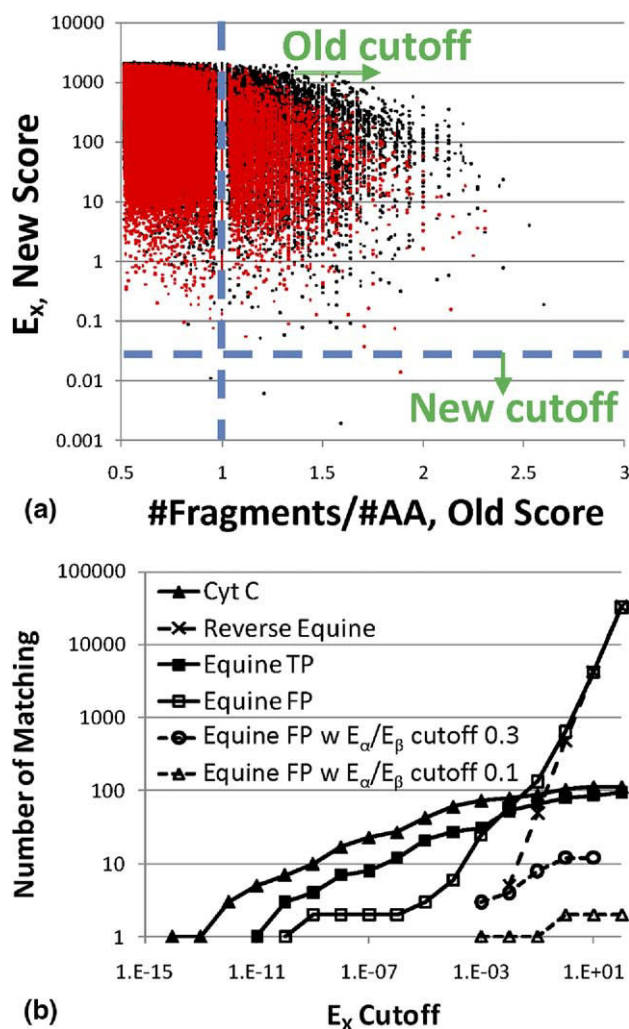 10000
Old cutoff
1000
100
10
1
0.1
0.01
New cutoff
0.001
0.5 1 1.5 2 2.5 3
Eₓ, New Score
(a) #Fragments/#AA, Old Score
100000
Cyt C
Reverse Equine
10000
Equine TP
Equine FP
1000
Equine FP w Eα/Eβ cutoff 0.3
Equine FP w Eα/Eβ cutoff 0.1
100
10
1
1.E-15 1.E-11 1.E-07 1.E-03 1.E+01
Number of Matching
(b) Eₓ Cutoff